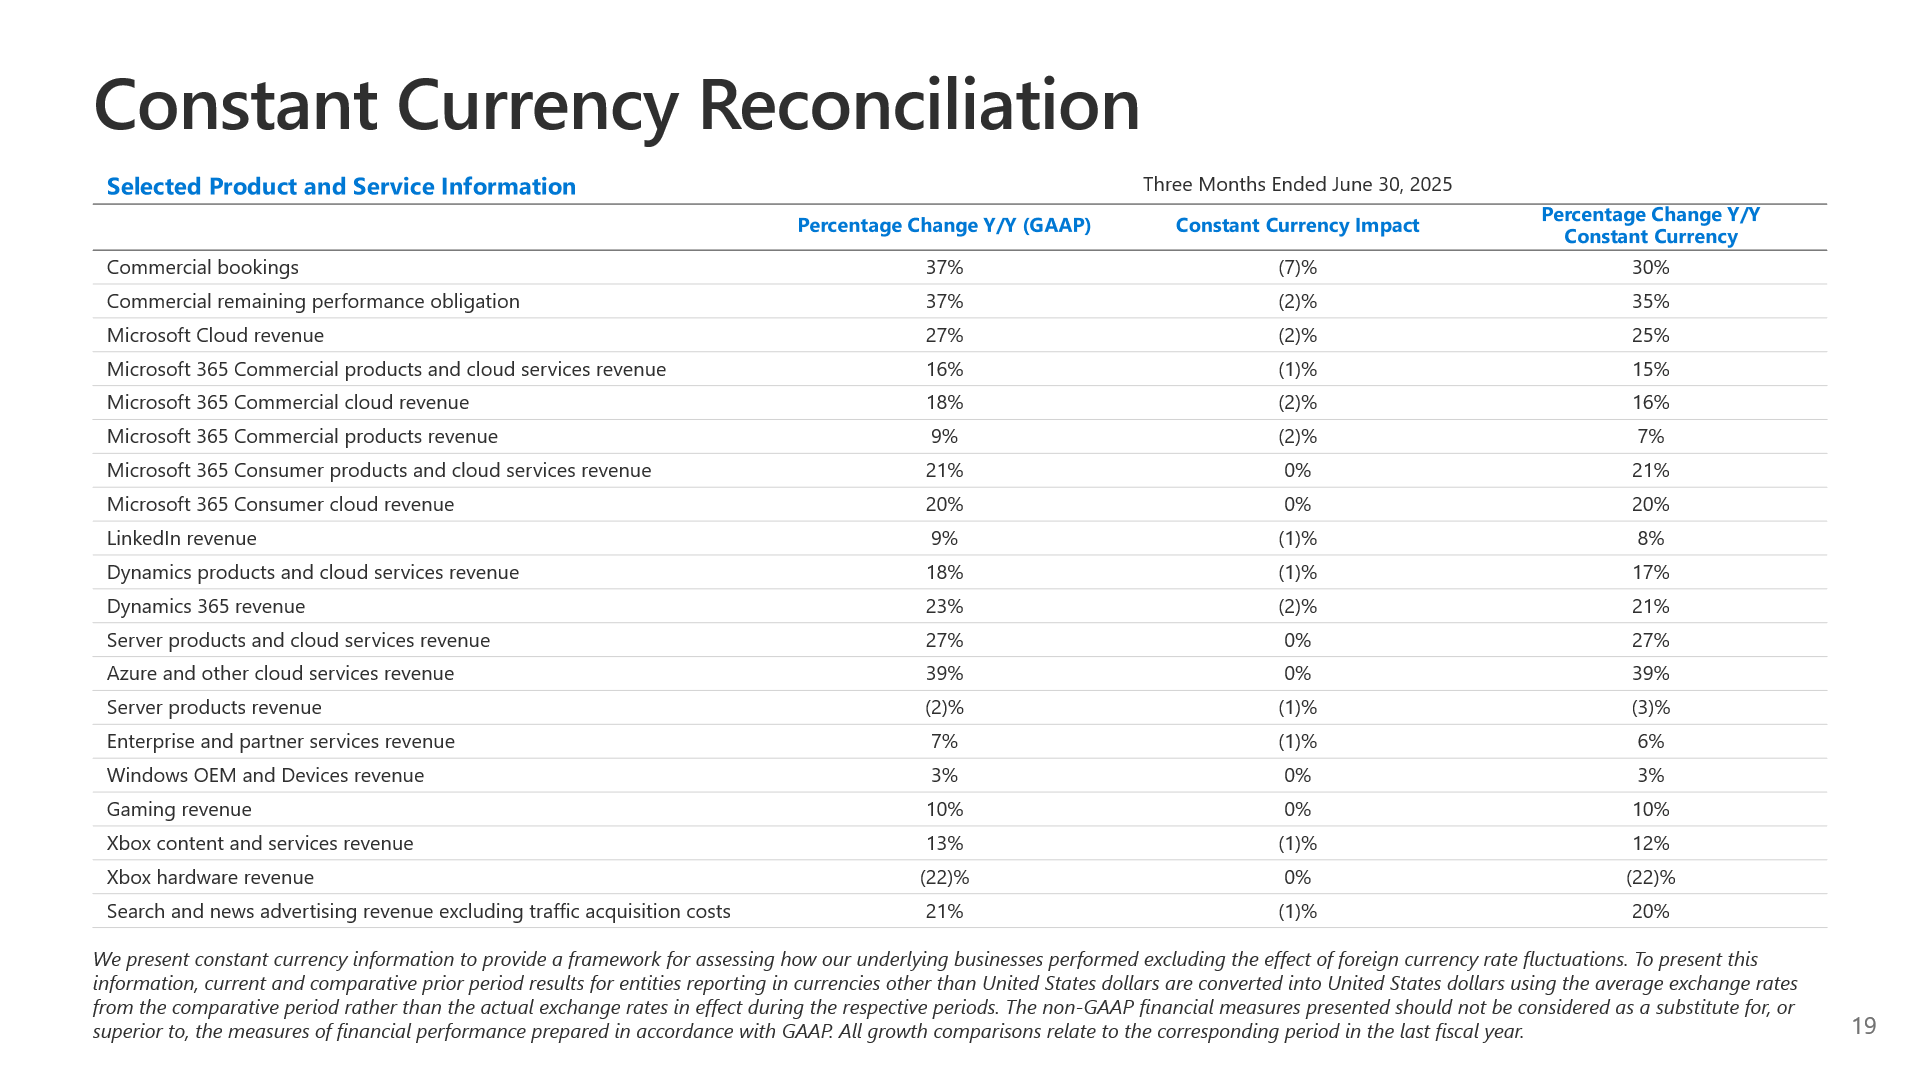 Constant Currency Reconciliation
Selected Product and Service Information Three Months Ended June 30, 2025
Percentage Change Y/Y (GAAP) Constant Currency Impact Percentage Change Y/Y
Constant Currency
Commercial bookings 37% (7)% 30%
Commercial remaining performance obligation 37% (2)% 35%
Microsoft Cloud revenue 27% (2)% 25%
Microsoft 365 Commercial products and cloud services revenue 16% (1)% 15%
Microsoft 365 Commercial cloud revenue 18% (2)% 16%
Microsoft 365 Commercial products revenue 9% (2)% 7%
Microsoft 365 Consumer products and cloud services revenue 21% 0% 21%
Microsoft 365 Consumer cloud revenue 20% 0% 20%
LinkedIn revenue 9% (1)% 8%
Dynamics products and cloud services revenue 18% (1)% 17%
Dynamics 365 revenue 23% (2)% 21%
Server products and cloud services revenue 27% 0% 27%
Azure and other cloud services revenue 39% 0% 39%
Server products revenue (2)% (1)% (3)%
Enterprise and partner services revenue 7% (1)% 6%
Windows OEM and Devices revenue 3% 0% 3%
Gaming revenue 10% 0% 10%
Xbox content and services revenue 13% (1)% 12%
Xbox hardware revenue (22)% 0% (22)%
Search and news advertising revenue excluding traffic acquisition costs 21% (1)% 20%
We present constant currency information to provide a framework for assessing how our underlying businesses performed excluding the effect of foreign currency rate fluctuations. To present this
information, current and comparative prior period results for entities reporting in currencies other than United States dollars are converted into United States dollars using the average exchange rates
from the comparative period rather than the actual exchange rates in effect during the respective periods. The non-GAAP financial measures presented should not be considered as a substitute for, or
superior to, the measures of financial performance prepared in accordance with GAAP. All growth comparisons relate to the corresponding period in the last fiscal year.
19